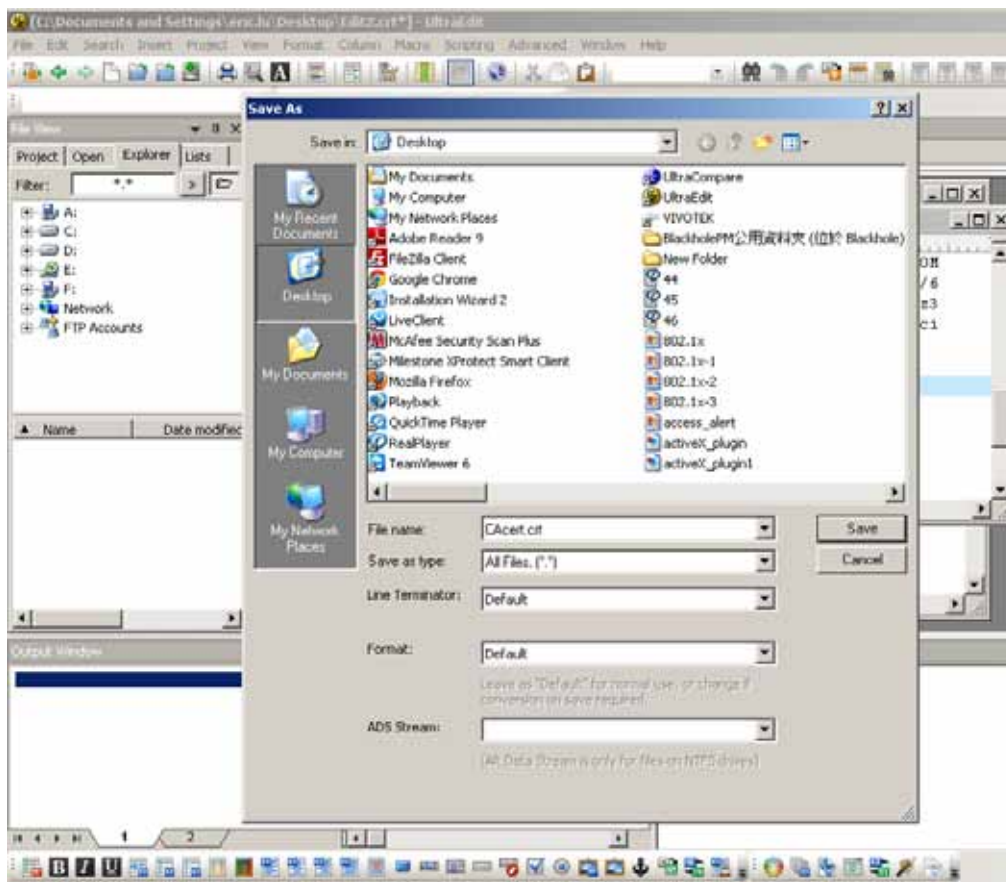 [C:\Documents and Settings\eric.lu\Desktop\Edit2.crt*] - UltraEdit
File Edit Search Insert Project View Format Column Macro Scripting Advanced Window Help
Save As
File View
Project Open Explorer Lists
Filter: *.*
A:
C:
D:
E:
F:
Network
FTP Accounts
Name Date modified
Save in: Desktop
My Recent Documents
Desktop
My Documents
My Computer
My Network Places
My Documents
My Computer
My Network Places
Adobe Reader 9
FileZilla Client
Google Chrome
Installation Wizard 2
LiveClient
McAfee Security Scan Plus
Milestone XProtect Smart Client
Mozilla Firefox
Playback
QuickTime Player
RealPlayer
TeamViewer 6
UltraCompare
UltraEdit
VIVOTEK
BlackholePM公用資料夾 (位於 Blackhole)
New Folder
44
45
46
802.1x
802.1x-1
802.1x-2
802.1x-3
access_alert
activeX_plugin
activeX_plugin1
OM
/6
z3
ci
File name: CAcert.crt
Save
Save as type: All Files, (*.*)
Cancel
Line Terminator: Default
Format: Default
Leave as "Default" for normal use, or change if
conversion on save required.
ADS Stream:
(Alt Data Stream is only for files on NTFS drives)
Output Window
1 2
B I U